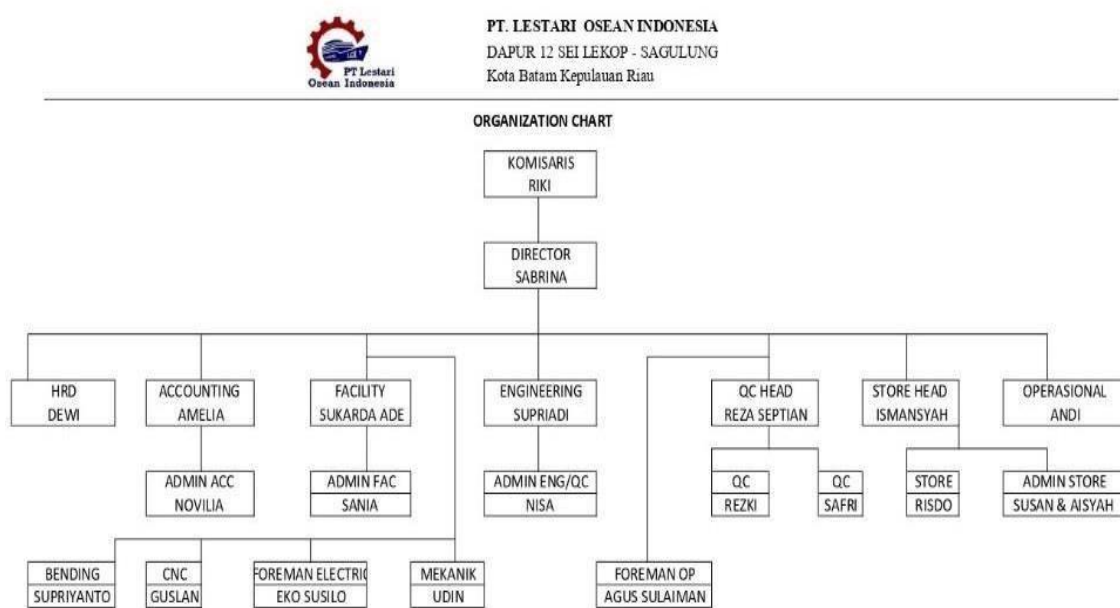 PT Lestari
Osean Indonesia
PT. LESTARI OSEAN INDONESIA
DAPUR 12 SEI LEKOP - SAGULUNG
Kota Batam Kepulauan Riau
ORGANIZATION CHART
KOMISARIS
RIKI
DIRECTOR
SABRINA
HRD
DEWI
ACCOUNTING
AMELIA
FACILITY
SUKARDA ADE
ENGINEERING
SUPRIADI
QC HEAD
REZA SEPTIAN
STORE HEAD
ISMANSYAH
OPERASIONAL
ANDI
ADMIN ACC
NOVILIA
ADMIN FAC
SANIA
ADMIN ENG/QC
NISA
QC
REZKI
QC
SAFRI
STORE
RISDO
ADMIN STORE
SUSAN & AISYAH
BENDING
SUPRIYANTO
CNC
GUSLAN
FOREMAN ELECTRIC
EKO SUSILO
MEKANIK
UDIN
FOREMAN OP
AGUS SULAIMAN